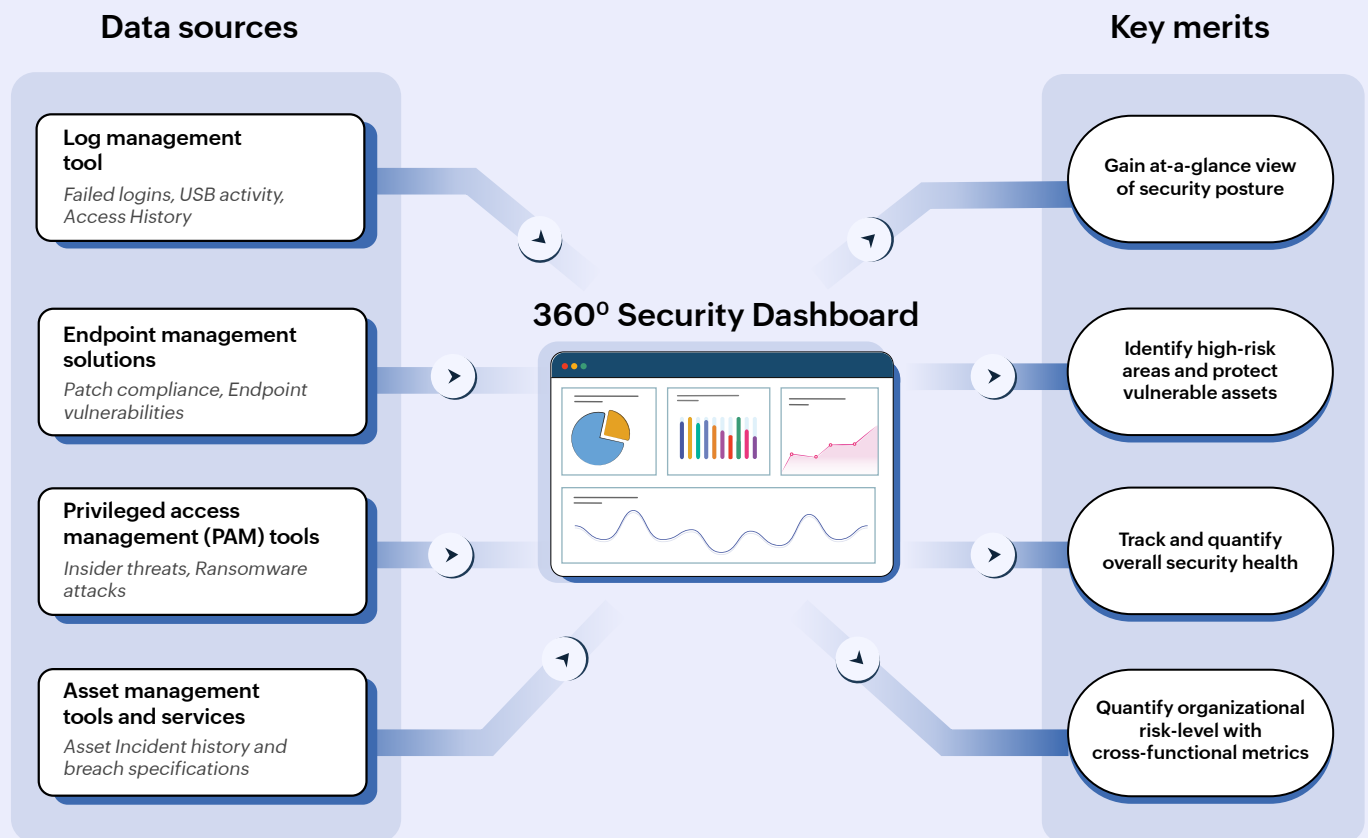 Data sources
Log management
tool
Failed logins, USB activity,
Access History
Endpoint management
solutions
Patch compliance, Endpoint
vulnerabilities
Privileged access
management (PAM) tools
Insider threats, Ransomware
attacks
Asset management
tools and services
Asset Incident history and
breach specifications
360⁰ Security Dashboard
Key merits
Gain at-a-glance view
of security posture
Identify high-risk
areas and protect
vulnerable assets
Track and quantify
overall security health
Quantify organizational
risk-level with
cross-functional metrics